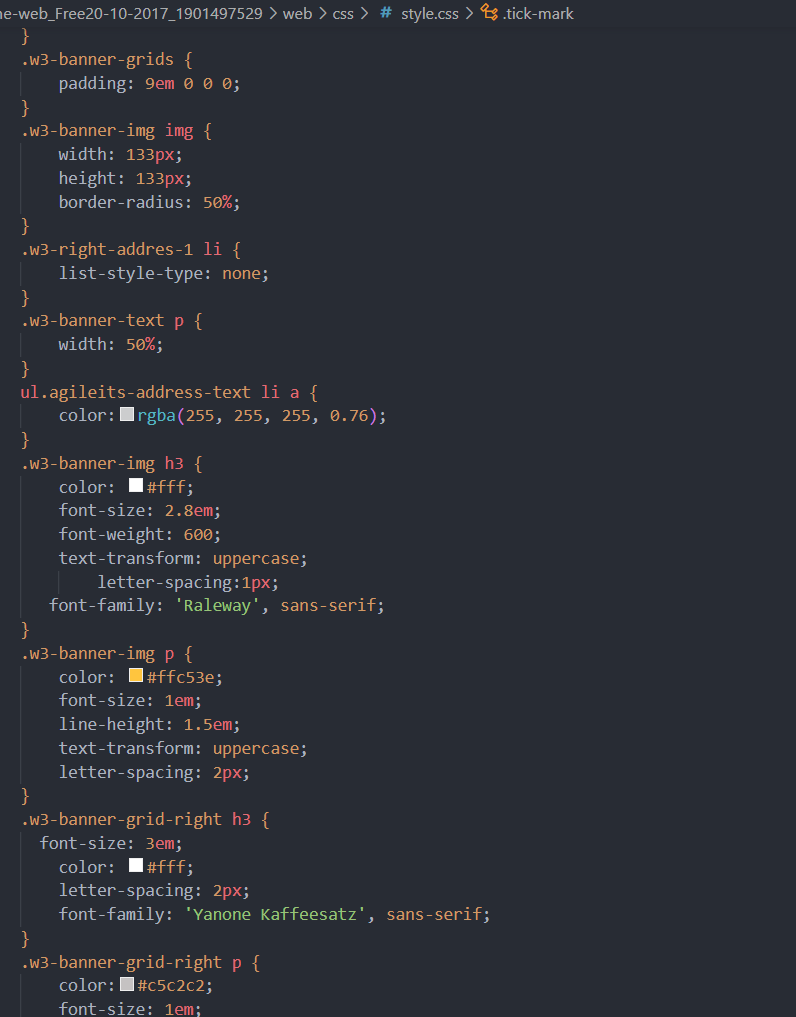 ne-web_Free20-10-2017_1901497529 > web > css > # style.css > .tick-mark
}
.w3-banner-grids {
    padding: 9em 0 0 0;
}
.w3-banner-img img {
    width: 133px;
    height: 133px;
    border-radius: 50%;
}
.w3-right-addres-1 li {
    list-style-type: none;
}
.w3-banner-text p {
    width: 50%;
}
ul.agileits-address-text li a {
    color: rgba(255, 255, 255, 0.76);
}
.w3-banner-img h3 {
    color: #fff;
    font-size: 2.8em;
    font-weight: 600;
    text-transform: uppercase;
        letter-spacing:1px;
   font-family: 'Raleway', sans-serif;
}
.w3-banner-img p {
    color: #ffc53e;
    font-size: 1em;
    line-height: 1.5em;
    text-transform: uppercase;
    letter-spacing: 2px;
}
.w3-banner-grid-right h3 {
  font-size: 3em;
    color: #fff;
    letter-spacing: 2px;
    font-family: 'Yanone Kaffeesatz', sans-serif;
}
.w3-banner-grid-right p {
    color: #c5c2c2;
    font-size: 1em;